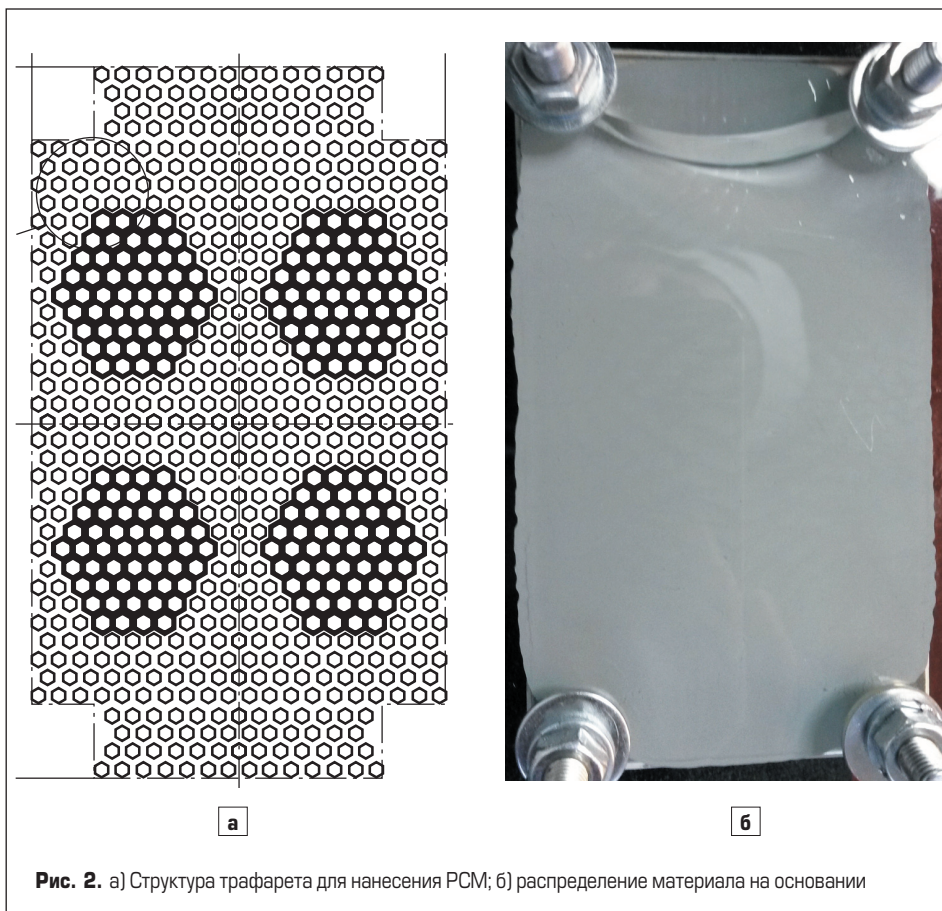 а
б
Рис. 2. а) Структура трафарета для нанесения PCM; б) распределение материала на основании